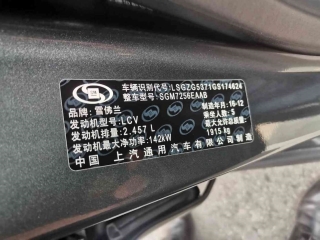 车辆识别代号: LSGZG5371GS174624
整车型号: SGM7256EAAB
品牌: 雪佛兰 制造年月: 16-12
发动机型号: LCV 乘坐人数: 5
发动机排量: 2.457 L 最大允许总质量:
发动机最大净功率: 142kW 1915 kg
中国 上汽通用汽车有限公司制造